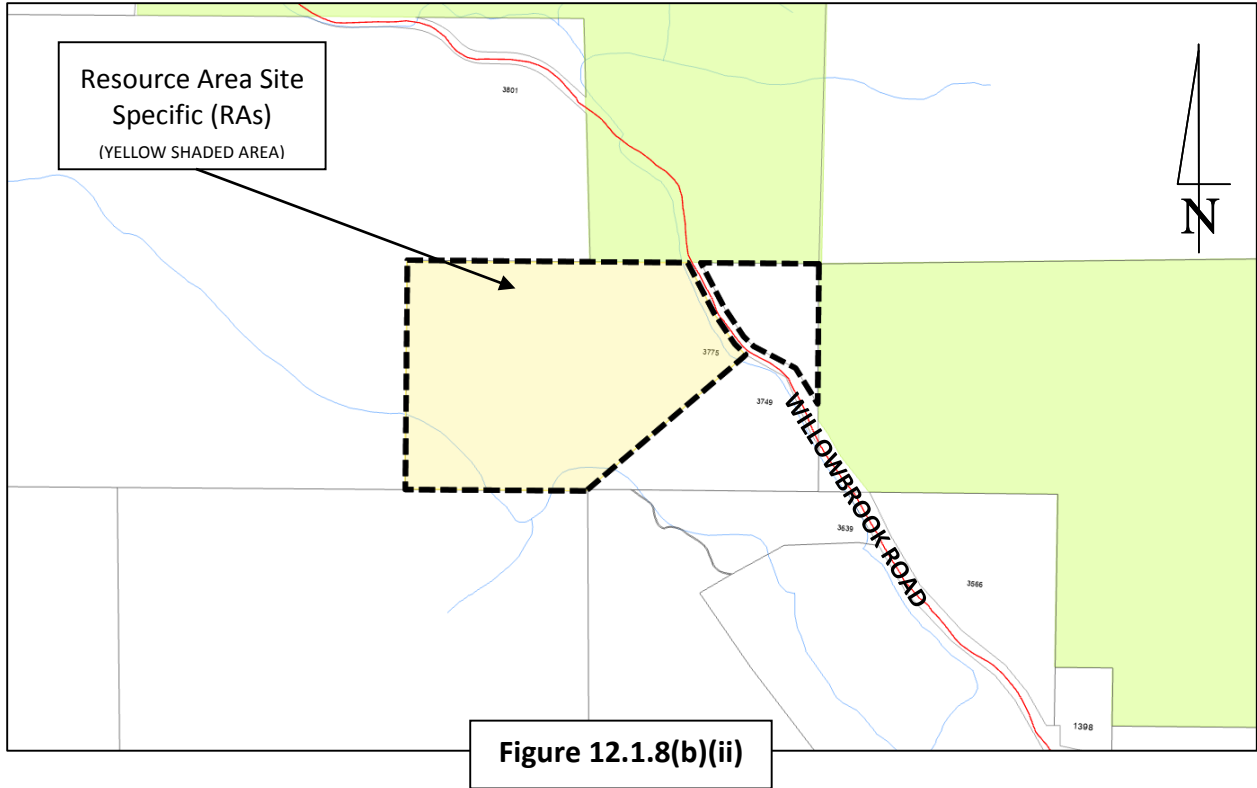 Resource Area Site
Specific (RAs)
(YELLOW SHADED AREA)
3801
N
3775
3749
WILLOWBROOK ROAD
3639
3566
1398
Figure 12.1.8(b)(ii)